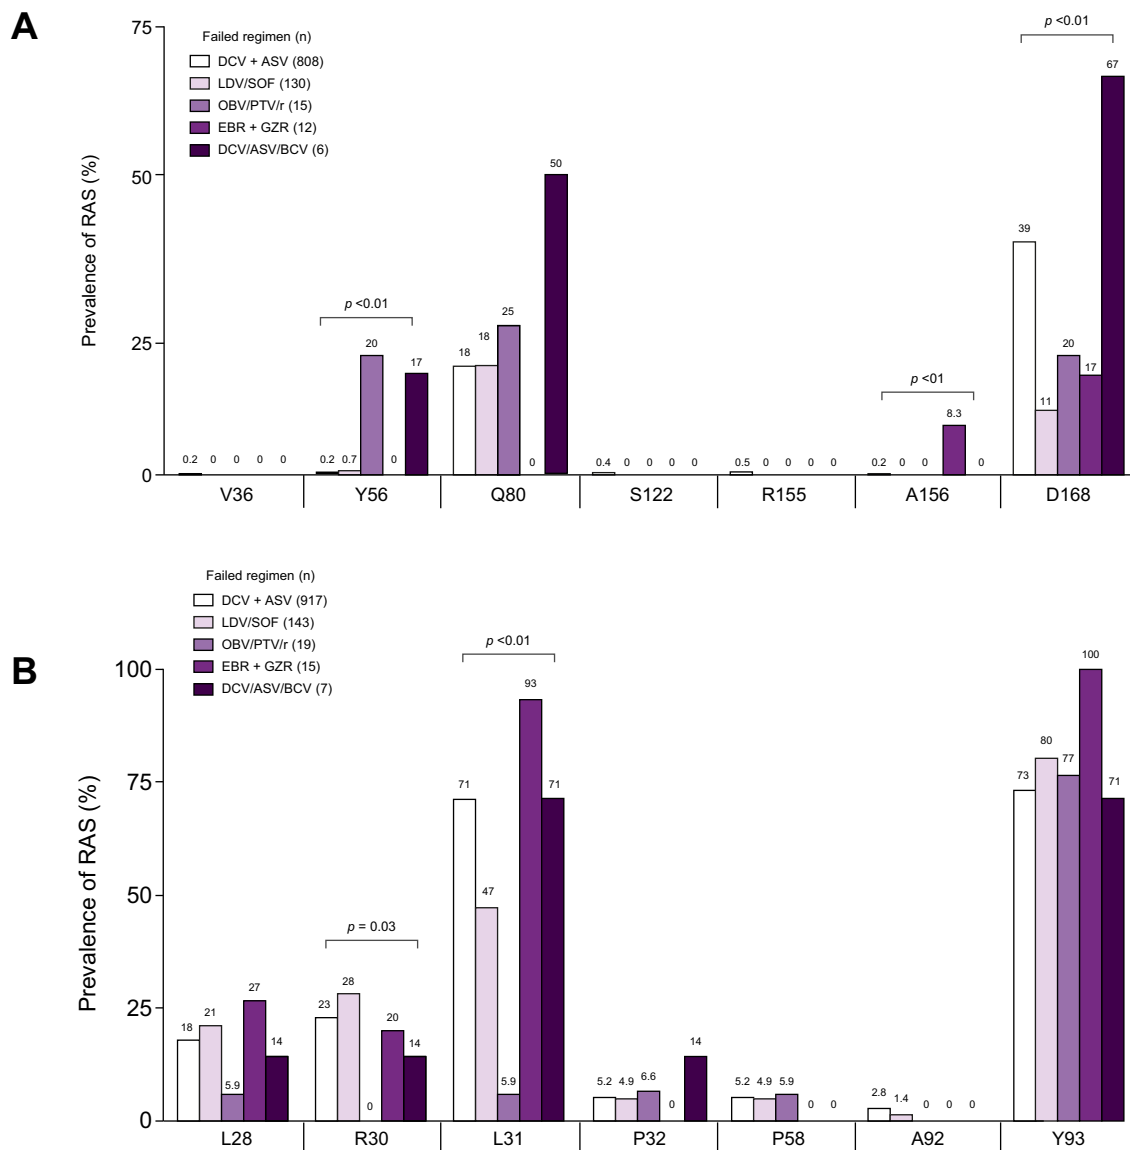 A
75
50
25
0
Prevalence of RAS (%)
Failed regimen (n)
DCV + ASV (808)
LDV/SOF (130)
OBV/PTV/r (15)
EBR + GZR (12)
DCV/ASV/BCV (6)
p <0.01
p <01
p <0.01
0.2 0 0 0 0
0.2 0.7 20 0 17
18 18 25 0 50
0.4 0 0 0 0
0.5 0 0 0 0
0.2 0 0 8.3 0
39 11 20 17 67
V36 Y56 Q80 S122 R155 A156 D168
B
100
75
50
25
0
Prevalence of RAS (%)
Failed regimen (n)
DCV + ASV (917)
LDV/SOF (143)
OBV/PTV/r (19)
EBR + GZR (15)
DCV/ASV/BCV (7)
p = 0.03
p <0.01
18 21 5.9 27 14
23 28 0 20 14
71 47 5.9 93 71
5.2 4.9 6.6 0 14
5.2 4.9 5.9 0 0
2.8 1.4 0 0 0
73 80 77 100 71
L28 R30 L31 P32 P58 A92 Y93